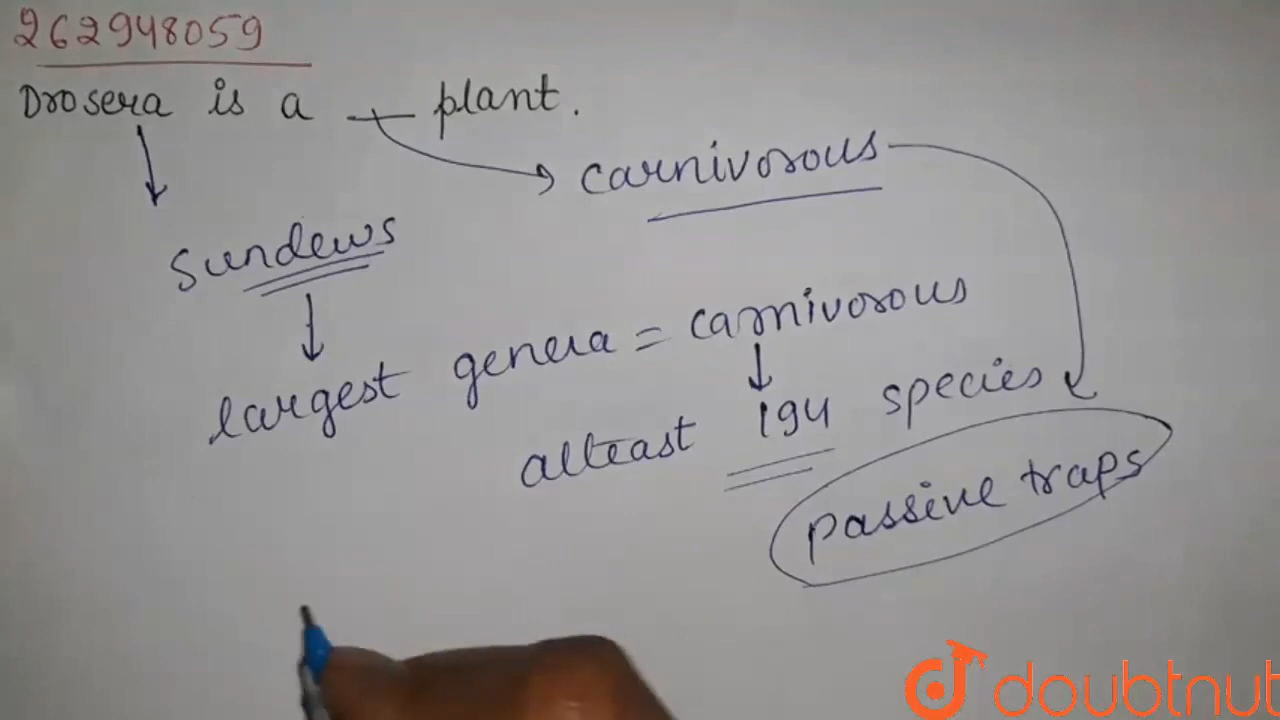 262948059
Drosera is a — plant.
carnivorous
Sundews
largest genera = carnivorous
atleast 194 species
passive traps
doubtnut